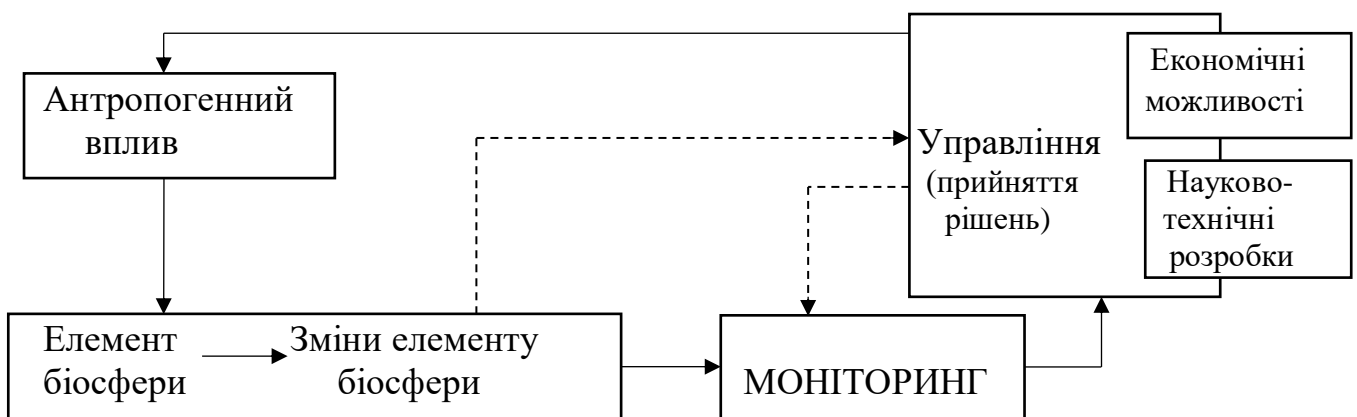 Антропогенний
вплив
Управління
(прийняття
рішень)
Економічні
можливості
Науково-
технічні
розробки
Елемент
біосфери
Зміни елементу
біосфери
МОНІТОРИНГ